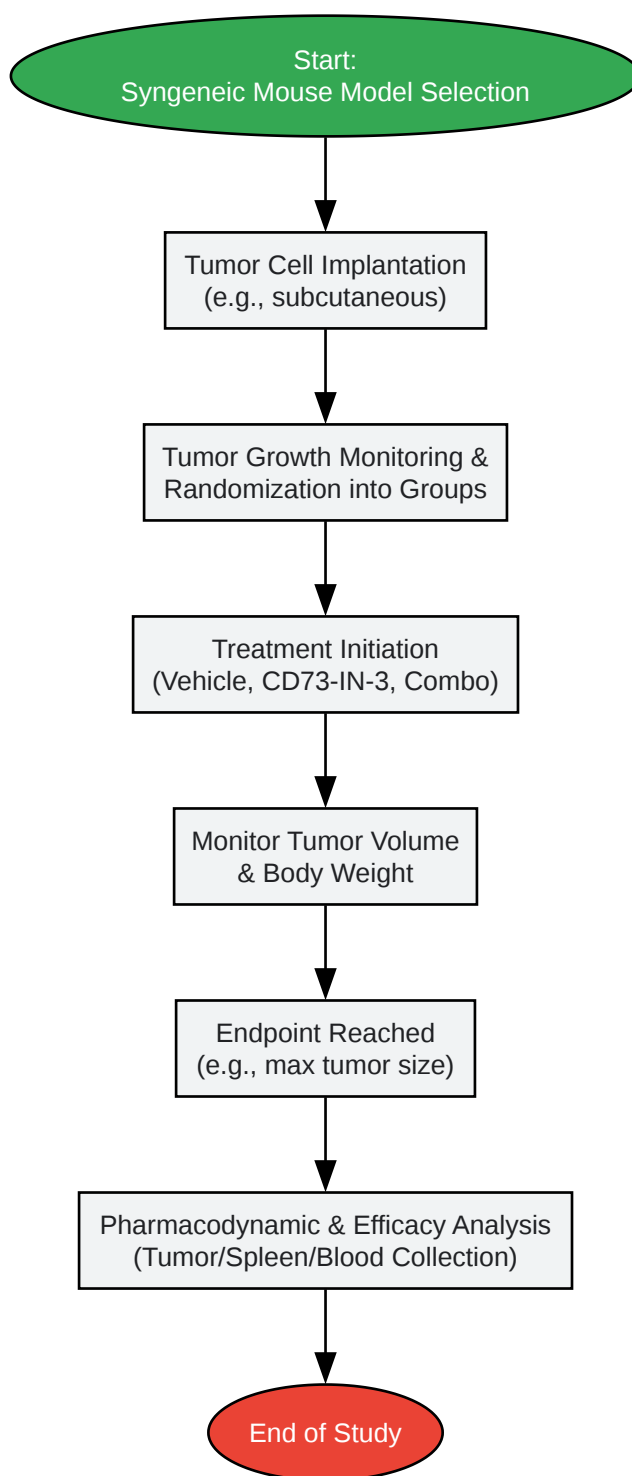 Start:
Syngeneic Mouse Model Selection
Tumor Cell Implantation
(e.g., subcutaneous)
Tumor Growth Monitoring &
Randomization into Groups
Treatment Initiation
(Vehicle, CD73-IN-3, Combo)
Monitor Tumor Volume
& Body Weight
Endpoint Reached
(e.g., max tumor size)
Pharmacodynamic & Efficacy Analysis
(Tumor/Spleen/Blood Collection)
End of Study